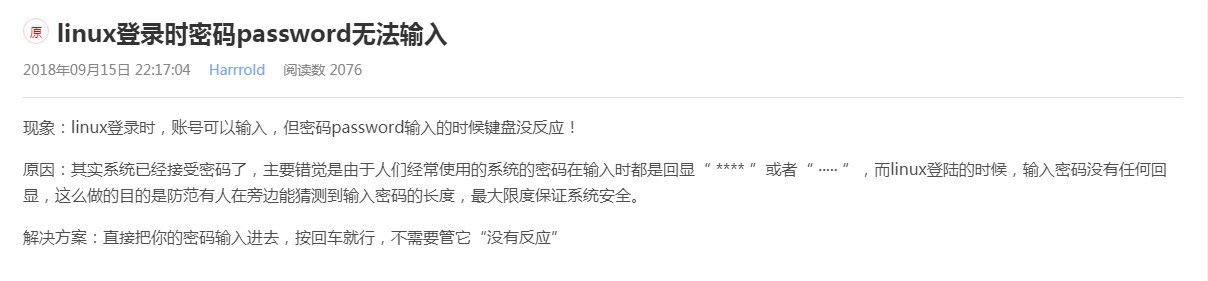 原 linux登录时密码password无法输入
2018年09月15日 22:17:04 Harrrold 阅读数 2076
现象：linux登录时，账号可以输入，但密码password输入的时候键盘没反应！
原因：其实系统已经接受密码了，主要错觉是由于人们经常使用的系统的密码在输入时都是回显“ **** ”或者“ ····· ”，而linux登陆的时候，输入密码没有任何回
显，这么做的目的是防范有人在旁边能猜测到输入密码的长度，最大限度保证系统安全。
解决方案：直接把你的密码输入进去，按回车就行，不需要管它“没有反应“